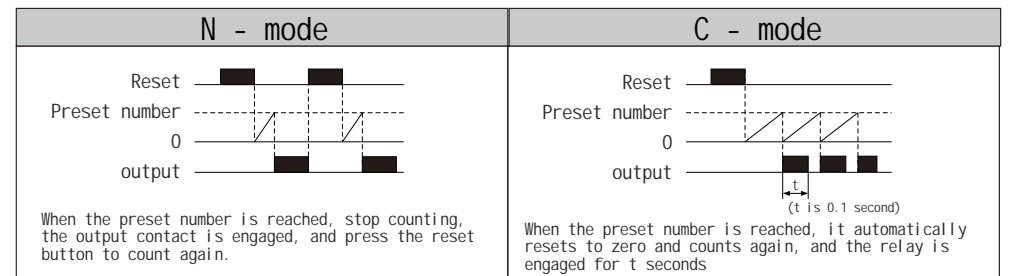 N - mode
Reset
Preset number
0
output
When the preset number is reached, stop counting,
the output contact is engaged, and press the reset
button to count again.
C - mode
Reset
Preset number
0
output
t
(t is 0.1 second)
When the preset number is reached, it automatically
resets to zero and counts again, and the relay is
engaged for t seconds